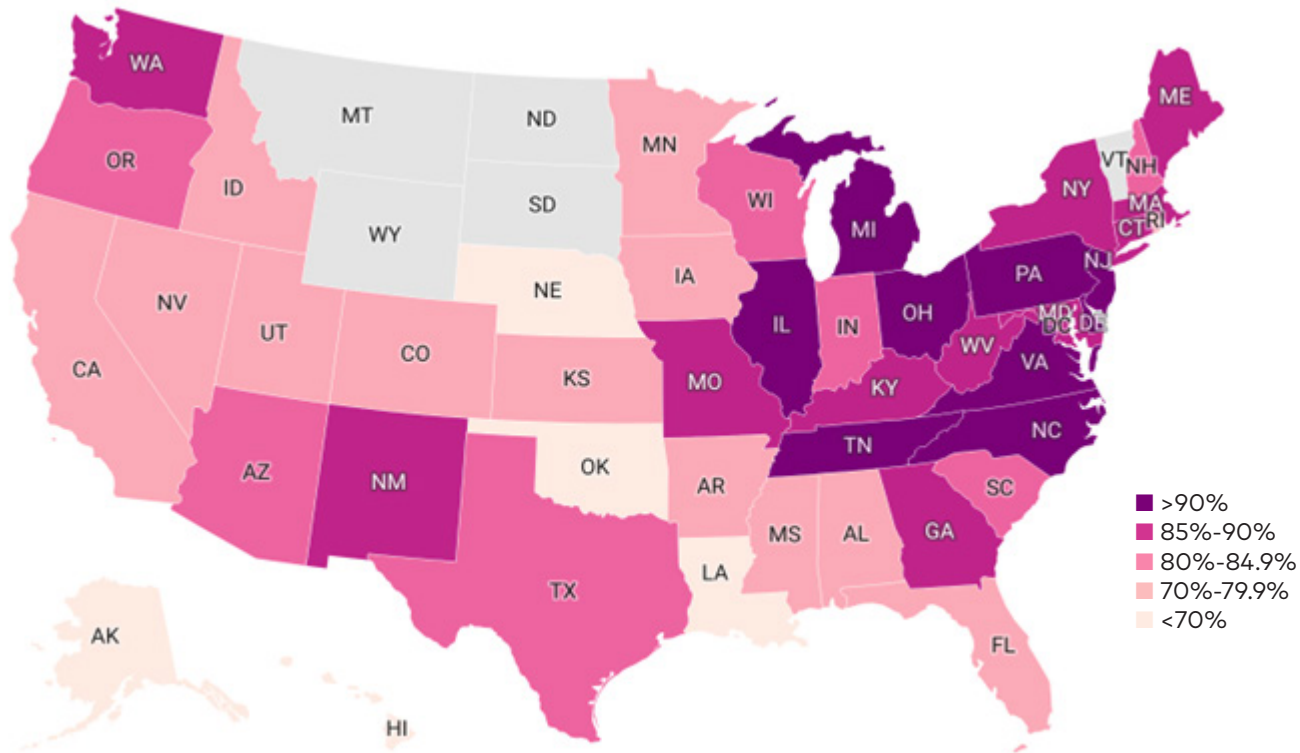 WA
ME
MT
ND
MN
OR
VT
NH
ID
WI
NY
SD
MA
RI
MI
CT
WY
NJ
PA
IA
NE
NV
OH
MD
IL
IN
DC
DE
UT
WV
CO
VA
CA
KS
MO
KY
NC
TN
AZ
OK
NM
AR
SC
>90%
MS
AL
GA
85%-90%
80%-84.9%
LA
TX
70%-79.9%
<70%
AK
FL
HI